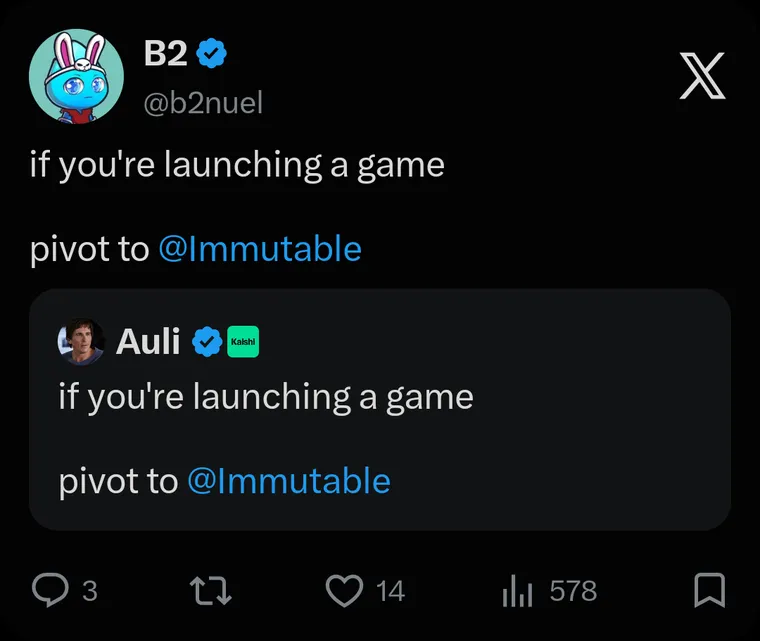 B2
@b2nuel
if you're launching a game
pivot to @Immutable
Auli Kalshi
if you're launching a game
pivot to @Immutable
3 14 578